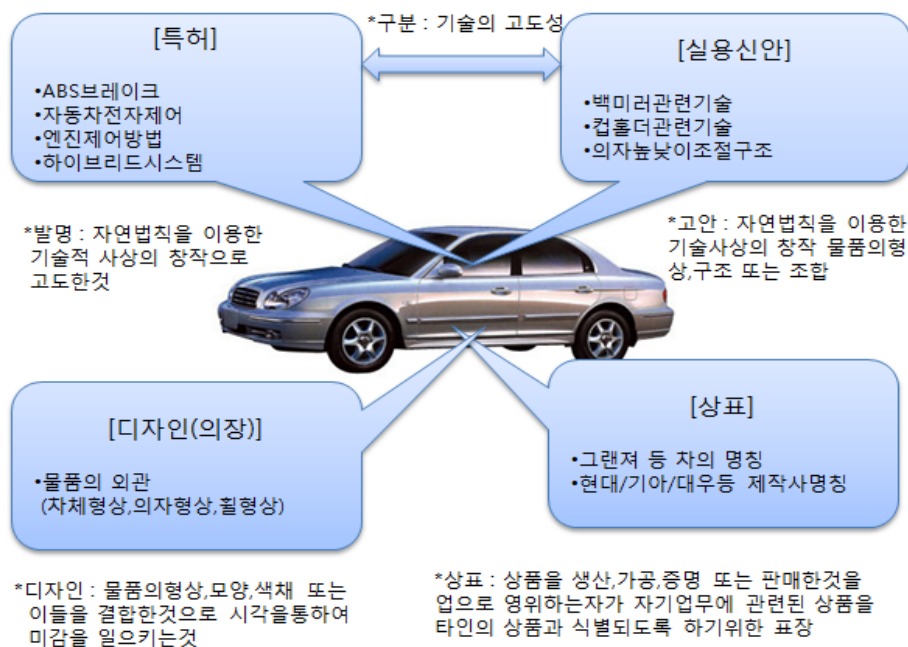 *구분 : 기술의 고도성
[특허]
•ABS브레이크
•자동차전자제어
•엔진제어방법
•하이브리드시스템
[실용신안]
•백미러관련기술
•컵홀더관련기술
•의자높낮이조절구조
*발명 : 자연법칙을 이용한
기술적 사상의 창작으로
고도한것
*고안 : 자연법칙을 이용한
기술사상의 창작 물품의형
상,구조 또는 조합
[디자인(의장)]
•물품의 외관
(자체형상,의자형상,휠형상)
[상표]
•그랜져 등 차의 명칭
•현대/기아/대우등 제작사명칭
*디자인 : 물품의형상,모양,색채 또는
이들을 결합한것으로 시각을통하여
미감을 일으키는것
*상표 : 상품을 생산,가공,증명 또는 판매한것을
업으로 영위하는자가 자기업무에 관련된 상품을
타인의 상품과 식별되도록 하기위한 표장